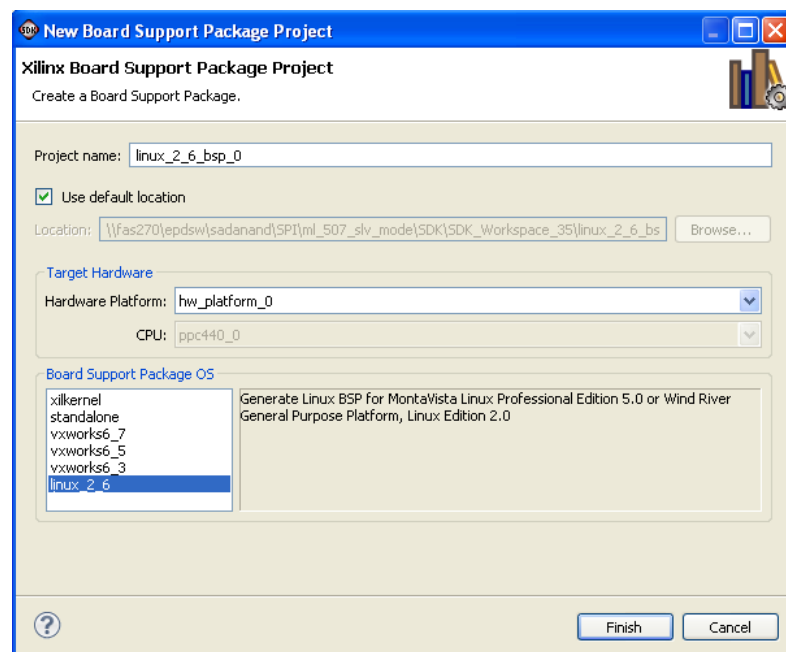 SDK New Board Support Package Project
Xilinx Board Support Package Project
Create a Board Support Package.
Project name: linux_2_6_bsp_0
Use default location
Location: \\fas270\epdsw\sadanand\SPI\ml_507_slv_mode\SDK\SDK_Workspace_35\linux_2_6_bs Browse...
Target Hardware
Hardware Platform: hw_platform_0
CPU: ppc440_0
Board Support Package OS
xilkernel
standalone
vxworks6_7
vxworks6_5
vxworks6_3
linux_2_6
Generate Linux BSP for MontaVista Linux Professional Edition 5.0 or Wind River
General Purpose Platform, Linux Edition 2.0
? Finish Cancel